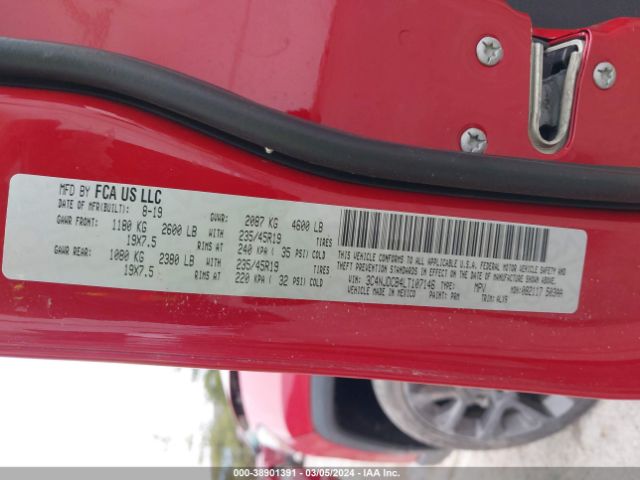 MFD BY FCA US LLC
DATE OF MFR(BUILT): 8-19 GVWR: 2087 KG 4600 LB
GAWR FRONT: 1180 KG 2600 LB WITH 235/45R19 TIRES
19X7.5 RIMS AT 240 KPA ( 35 PSI) COLD
GAWR REAR: 1080 KG 2380 LB WITH 235/45R19 TIRES
19X7.5 RIMS AT 220 KPA ( 32 PSI) COLD
THIS VEHICLE CONFORMS TO ALL APPLICABLE U.S.A. FEDERAL MOTOR VEHICLE SAFETY AND
THEFT PREVENTION STANDARDS IN EFFECT ON THE DATE OF MANUFACTURE SHOWN ABOVE.
VIN: 3C4NJDCB4LT107146 TYPE: MPV
VEHICLE MADE IN MEXICO PAINT: PRM TRIM: ALX9
000-38901391 - 03/05/2024 - IAA Inc.